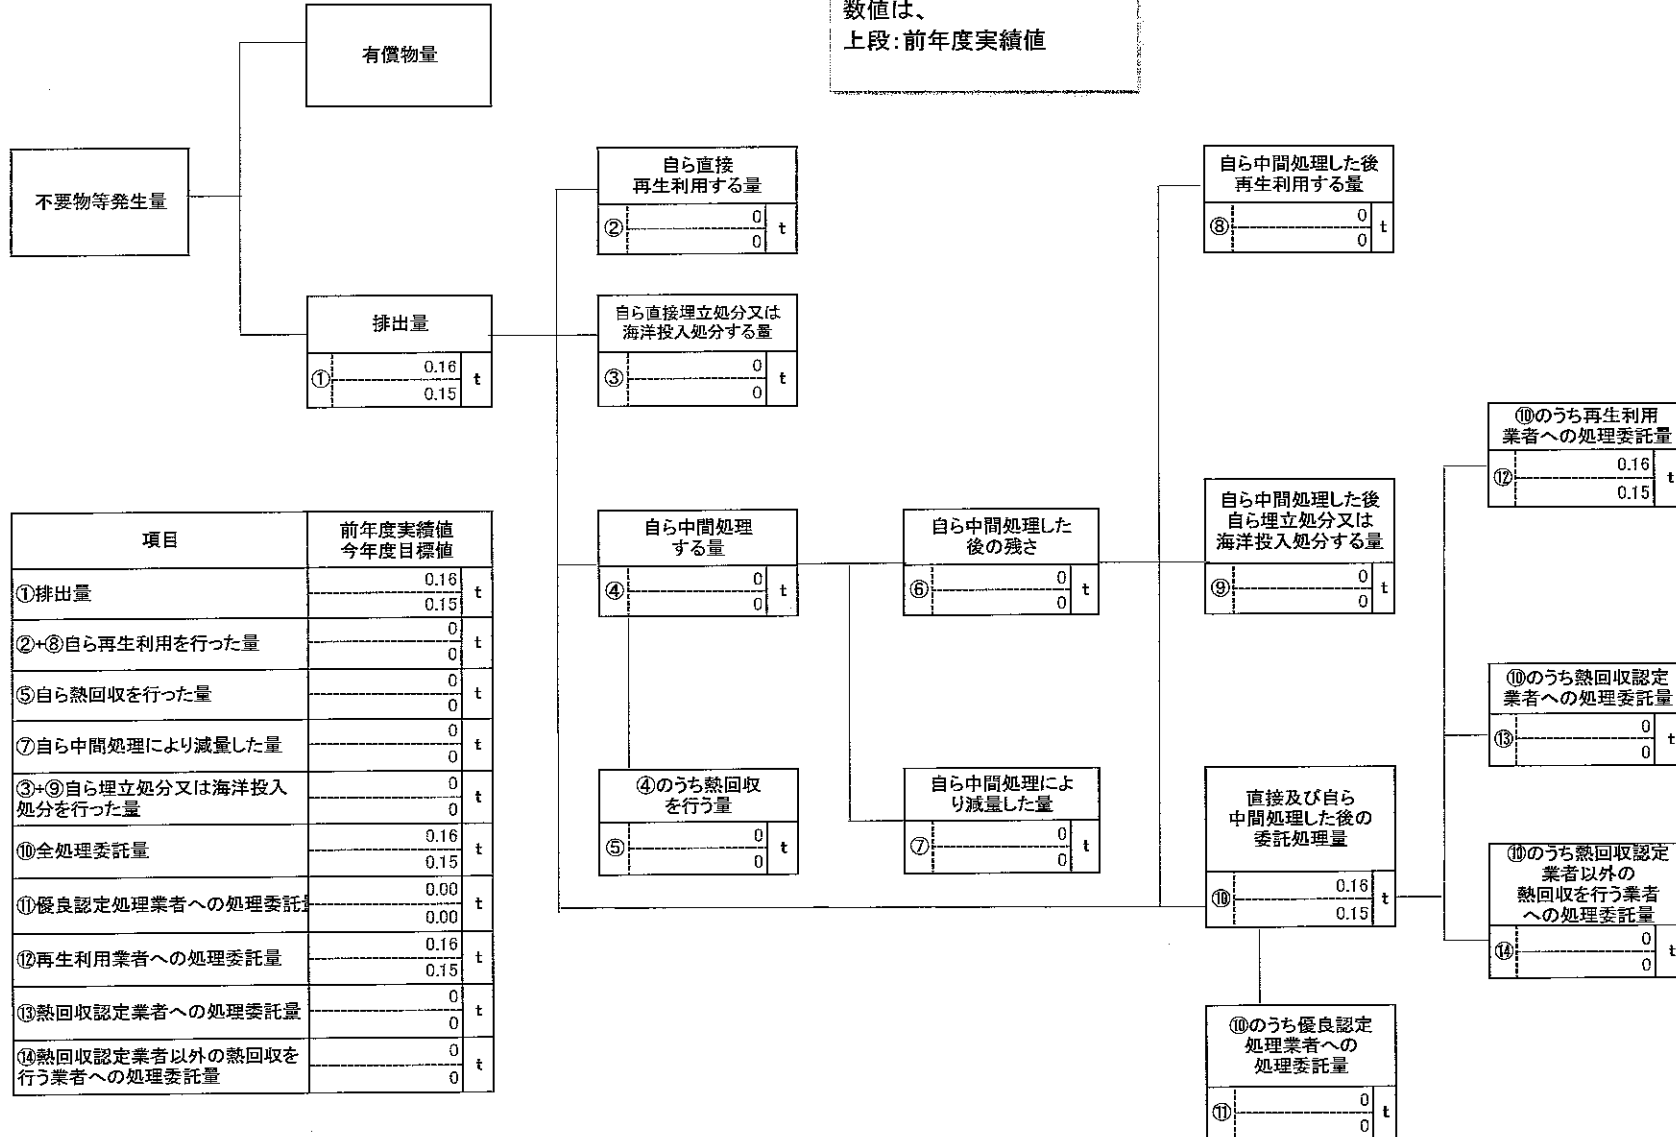 数値は、
上段：前年度実績値
有償物量
不要物等発生量
排出量
①
0.16
0.15
t
自ら直接
再生利用する量
②
0
0
t
自ら直接埋立処分又は
海洋投入処分する量
③
0
0
t
自ら中間処理した後
再生利用する量
⑧
0
0
t
自ら中間処理
する量
④
0
0
t
自ら中間処理した
後の残さ
⑥
0
0
t
自ら中間処理した後
自ら埋立処分又は
海洋投入処分する量
⑨
0
0
t
④のうち熱回収
を行う量
⑤
0
0
t
自ら中間処理によ
り減量した量
⑦
0
0
t
直接及び自ら
中間処理した後の
委託処理量
⑩
0.16
0.15
t
⑩のうち優良認定
処理業者への
処理委託量
⑪
0
0
t
⑩のうち再生利用
業者への処理委託量
⑫
0.16
0.15
t
⑩のうち熱回収認定
業者への処理委託量
⑬
0
0
t
⑩のうち熱回収認定
業者以外の
熱回収を行う業者
への処理委託量
⑭
0
0
t
項目
前年度実績値
今年度目標値
①排出量
0.16
0.15
t
②+⑧自ら再生利用を行った量
0
0
t
⑤自ら熱回収を行った量
0
0
t
⑦自ら中間処理により減量した量
0
0
t
③+⑨自ら埋立処分又は海洋投入
処分を行った量
0
0
t
⑩全処理委託量
0.16
0.15
t
⑪優良認定処理業者への処理委託
0.00
0.00
t
⑫再生利用業者への処理委託量
0.16
0.15
t
⑬熱回収認定業者への処理委託量
0
0
t
⑭熱回収認定業者以外の熱回収を
行う業者への処理委託量
0
0
t